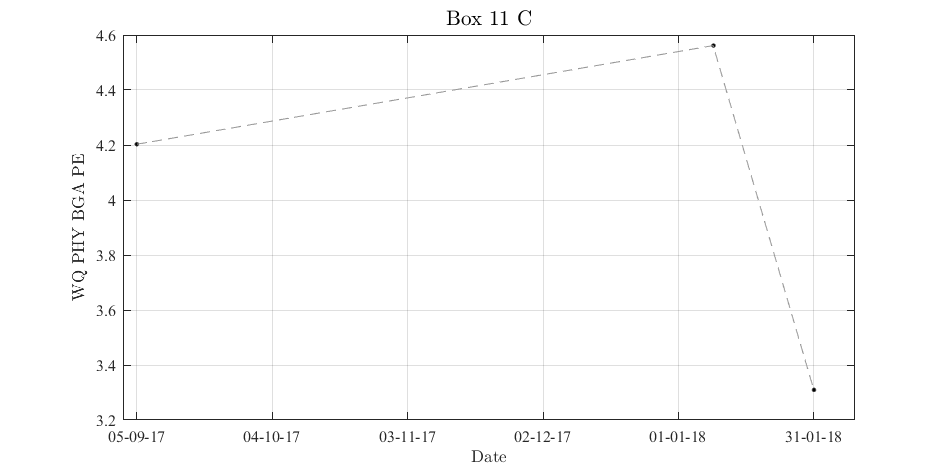 Box 11 C
WQ PHY BGA PE
4.6
4.4
4.2
4
3.8
3.6
3.4
3.2
05-09-17 04-10-17 03-11-17 02-12-17 01-01-18 31-01-18
Date